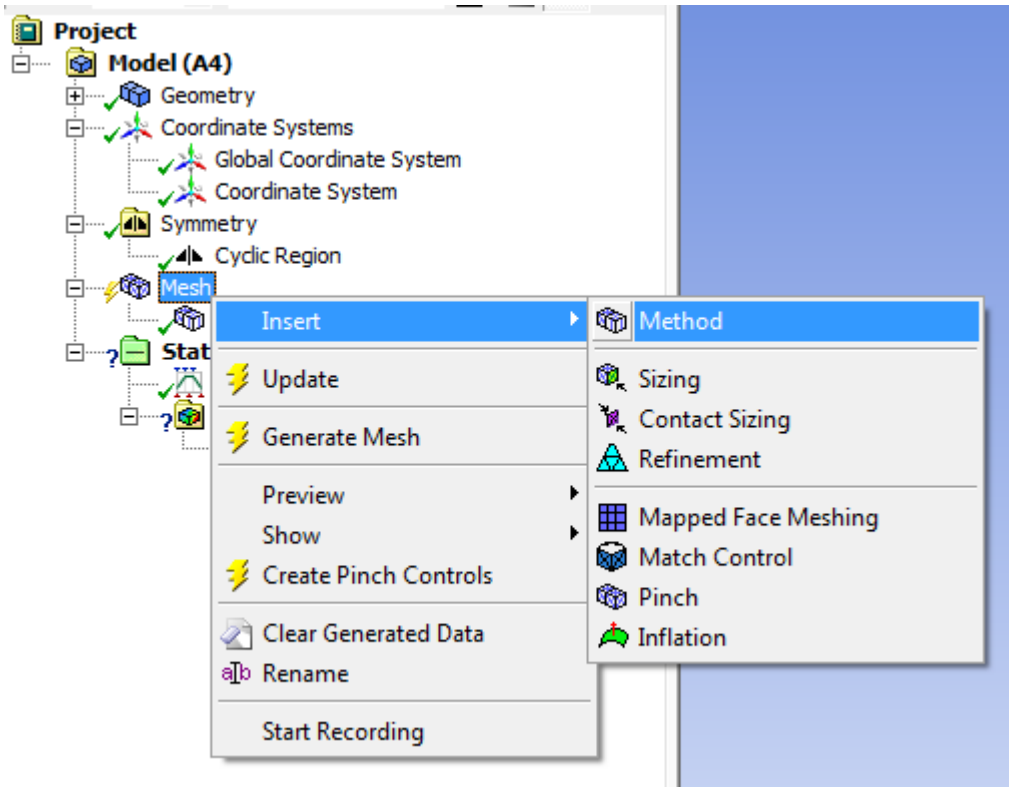 Project
Model (A4)
Geometry
Coordinate Systems
Global Coordinate System
Coordinate System
Symmetry
Cyclic Region
Mesh
Stat
Insert
Update
Generate Mesh
Preview
Show
Create Pinch Controls
Clear Generated Data
Rename
Start Recording
Method
Sizing
Contact Sizing
Refinement
Mapped Face Meshing
Match Control
Pinch
Inflation